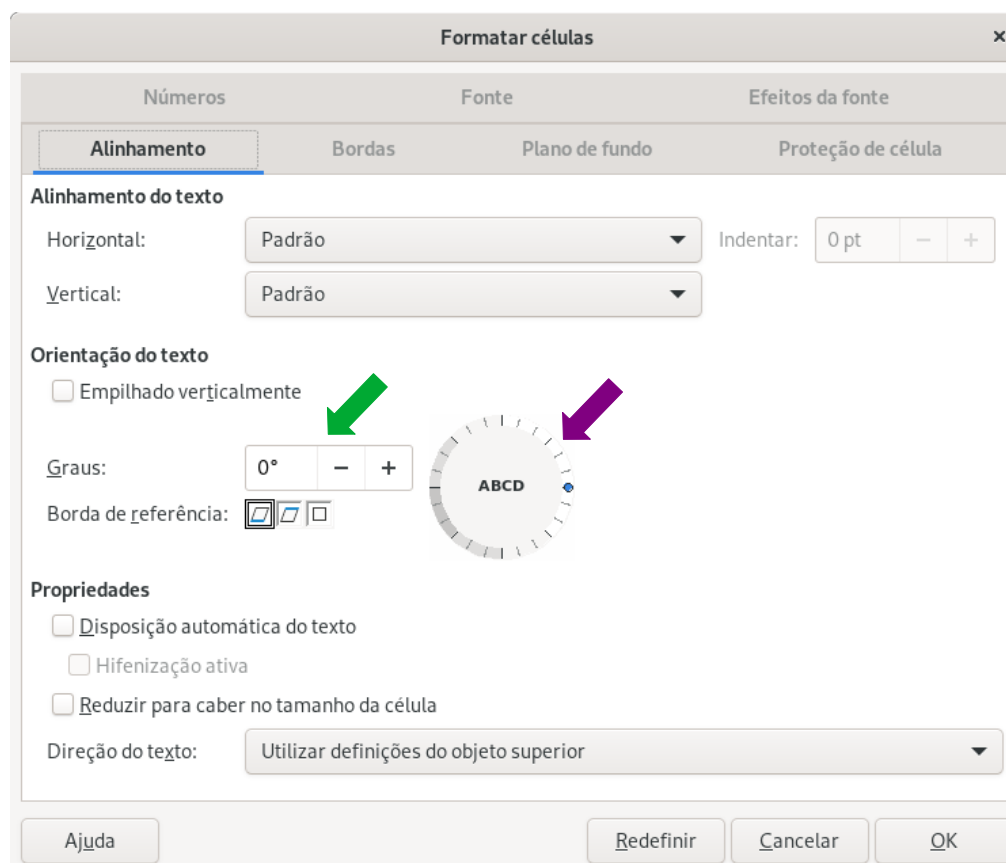 Formatar células ×
Números Fonte Efeitos da fonte
Alinhamento Bordas Plano de fundo Proteção de célula
Alinhamento do texto
Horizontal: Padrão Indentar: 0 pt − +
Vertical: Padrão
Orientação do texto
Empilhado verticalmente
Graus: 0° − + ABCD
Borda de referência:
Propriedades
Disposição automática do texto
Hifenização ativa
Reduzir para caber no tamanho da célula
Direção do texto: Utilizar definições do objeto superior
Ajuda Redefinir Cancelar OK